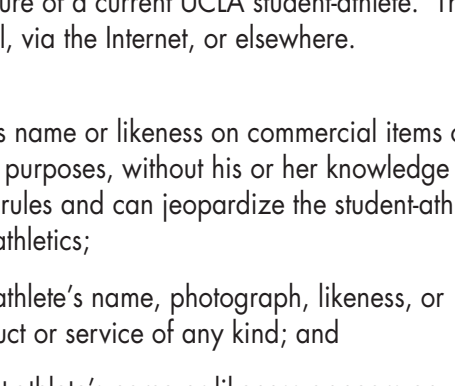 ure of a current UCLA student-athlete. Th
l, via the Internet, or elsewhere.
s name or likeness on commercial items o
purposes, without his or her knowledge
rules and can jeopardize the student-ath
athletics;
athlete's name, photograph, likeness, or
uct or service of any kind; and